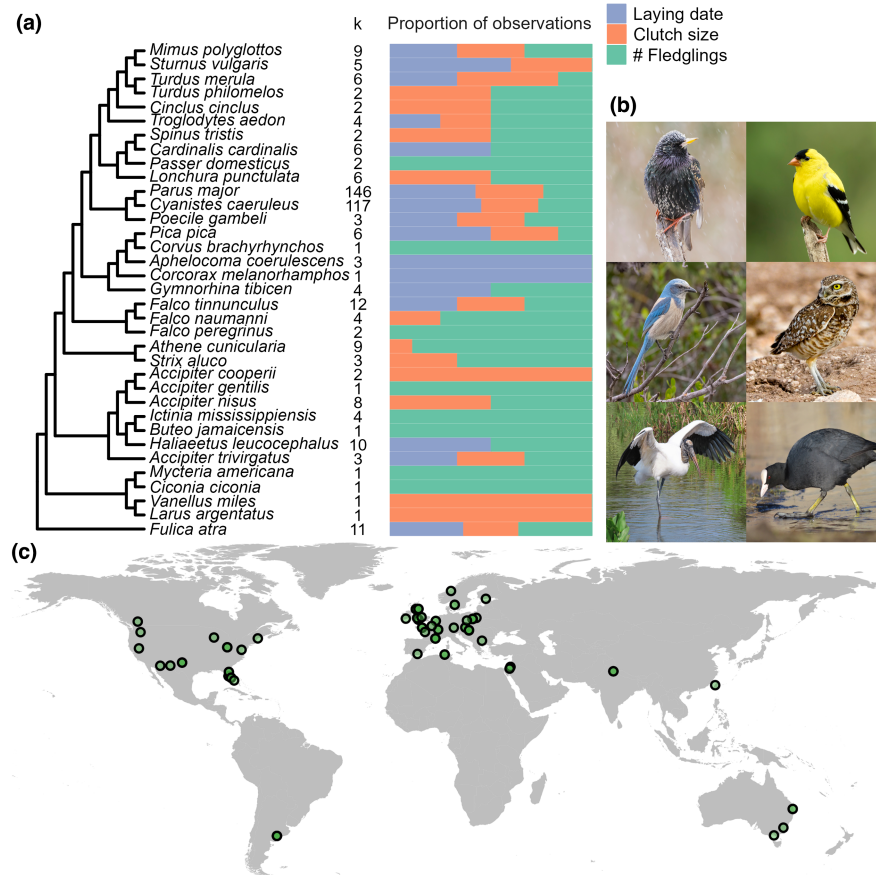 (a)
k
Proportion of observations
Laying date
Clutch size
# Fledglings
Mimus polyglottos 9
Sturnus vulgaris 5
Turdus merula 6
Turdus philomelos 2
Cinclus cinclus 2
Troglodytes aedon 4
Spinus tristis 2
Cardinalis cardinalis 6
Passer domesticus 2
Lonchura punctulata 6
Parus major 146
Cyanistes caeruleus 117
Poecile gambeli 3
Pica pica 6
Corvus brachyrhynchos 1
Aphelocoma coerulescens 3
Corcorax melanorhamphos 1
Gymnorhina tibicen 4
Falco tinnunculus 12
Falco naumanni 4
Falco peregrinus 2
Athene cunicularia 9
Strix aluco 3
Accipiter cooperii 2
Accipiter gentilis 1
Accipiter nisus 8
Ictinia mississippiensis 4
Buteo jamaicensis 1
Haliaeetus leucocephalus 10
Accipiter trivirgatus 3
Mycteria americana 1
Ciconia ciconia 1
Vanellus miles 1
Larus argentatus 1
Fulica atra 11
(b)
(c)